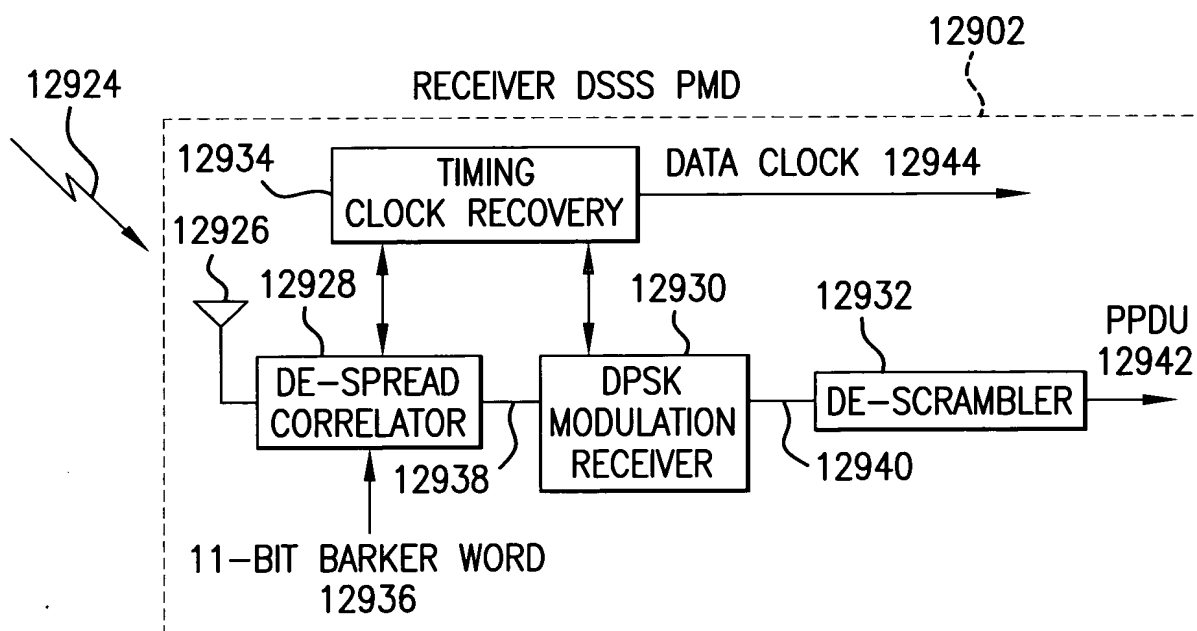 12902
12924
RECEIVER DSSS PMD
12934
TIMING
CLOCK RECOVERY
DATA CLOCK 12944
12926
12928
12930
12932
PPDU
12942
DE-SPREAD
CORRELATOR
DPSK
MODULATION
RECEIVER
DE-SCRAMBLER
12938
12940
11-BIT BARKER WORD
12936